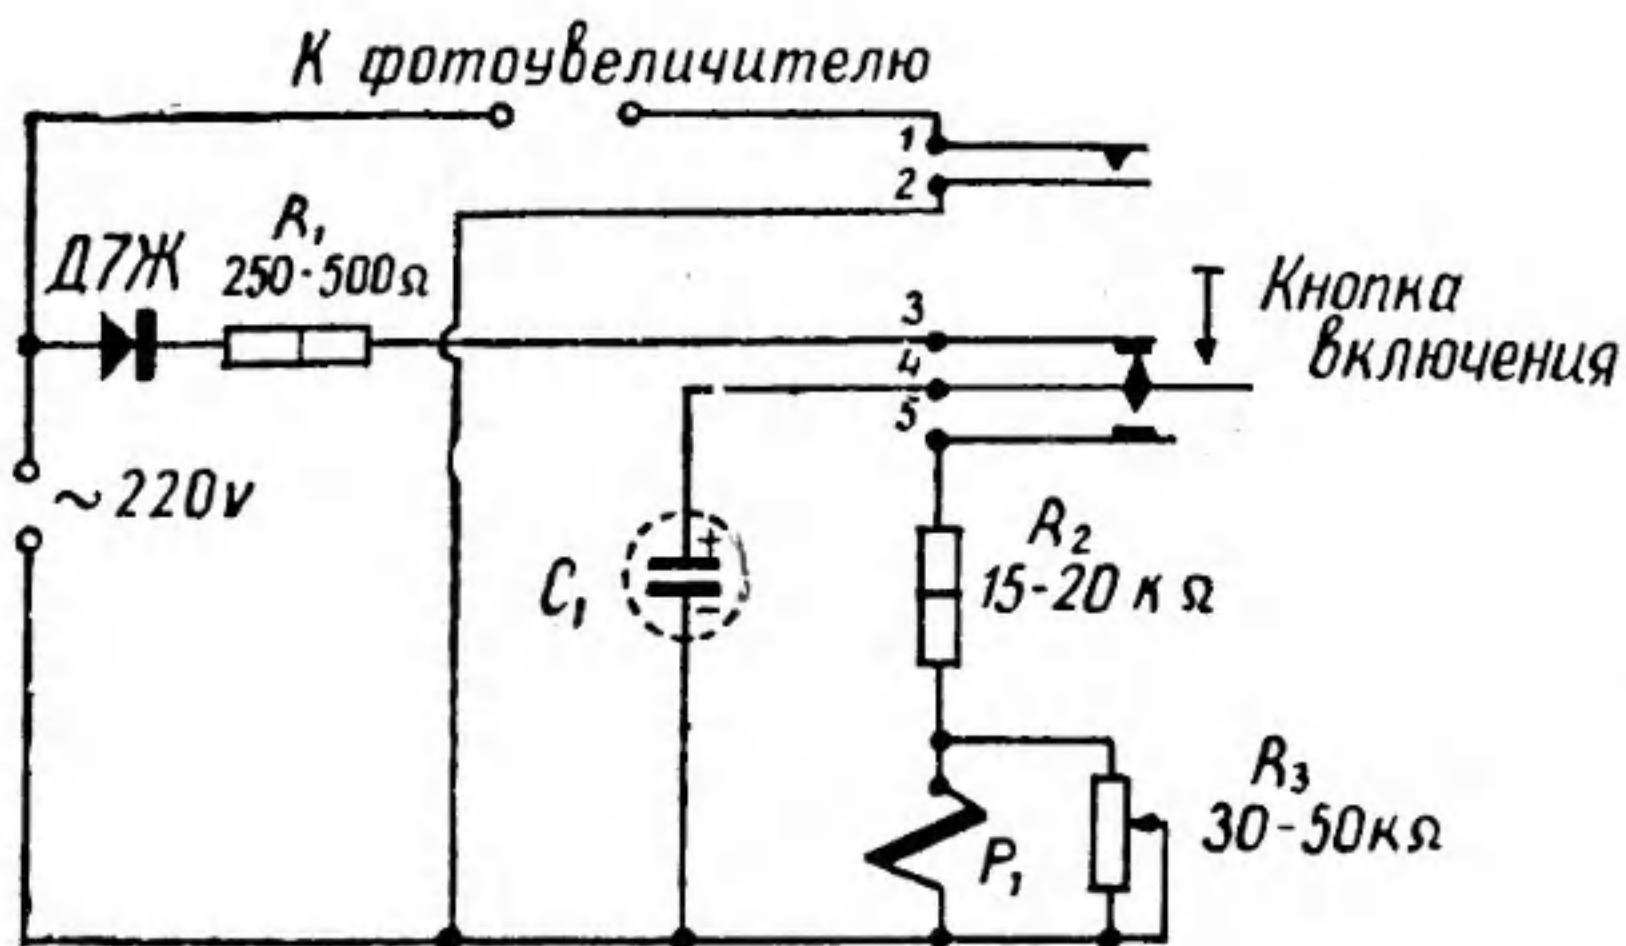 К фотоувеличителю
1
2
R₁
Д7Ж
250-500Ω
3
Кнопка
включения
4
5
~220v
R₂
15-20 кΩ
C₁
+
−
R₃
30-50кΩ
P₁